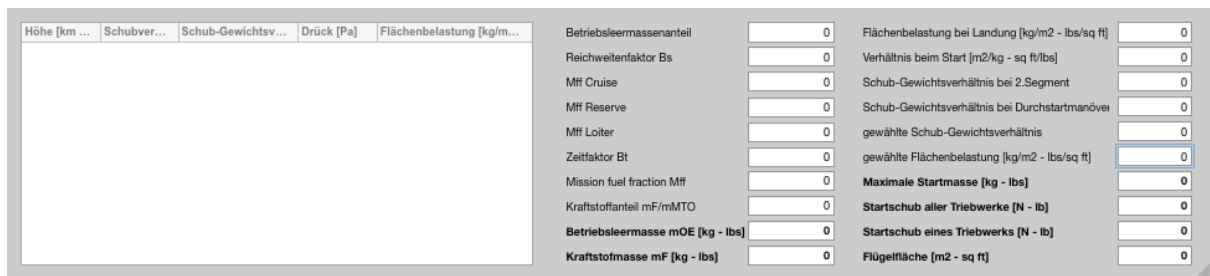 Höhe [km ... Schubver... Schub-Gewichtsv... Drück [Pa] Flächenbelastung [kg/m...
Betriebsleermassenanteil 0
Reichweitenfaktor Bs 0
Mff Cruise 0
Mff Reserve 0
Mff Loiter 0
Zeitfaktor Bt 0
Mission fuel fraction Mff 0
Kraftstoffanteil mF/mMTO 0
Betriebsleermasse mOE [kg - lbs] 0
Kraftstofmasse mF [kg - lbs] 0
Flächenbelastung bei Landung [kg/m2 - lbs/sq ft] 0
Verhältnis beim Start [m2/kg - sq ft/lbs] 0
Schub-Gewichtsverhältnis bei 2.Segment 0
Schub-Gewichtsverhältnis bei Durchstartmanöver 0
gewählte Schub-Gewichtsverhältnis 0
gewählte Flächenbelastung [kg/m2 - lbs/sq ft] 0
Maximale Startmasse [kg - lbs] 0
Startschub aller Triebwerke [N - lb] 0
Startschub eines Triebwerks [N - lb] 0
Flügelfläche [m2 - sq ft] 0